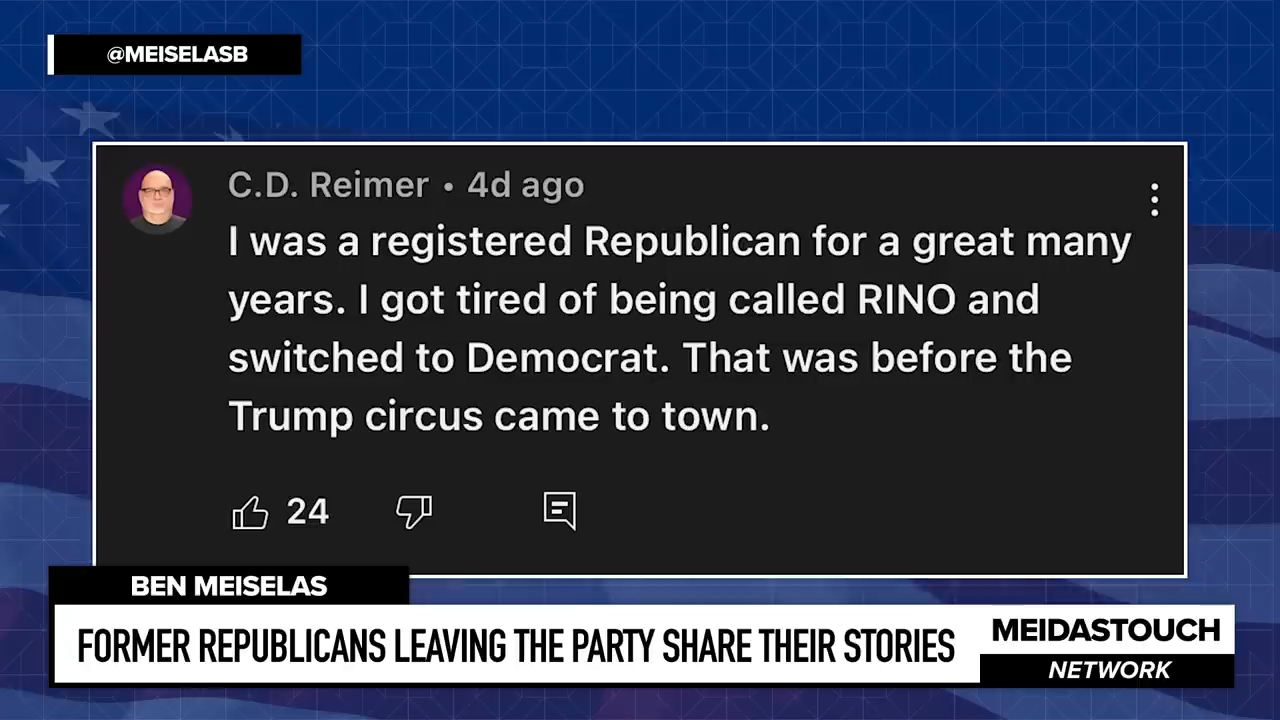 @MEISELASB
C.D. Reimer • 4d ago
I was a registered Republican for a great many
years. I got tired of being called RINO and
switched to Democrat. That was before the
Trump circus came to town.
24
BEN MEISELAS
FORMER REPUBLICANS LEAVING THE PARTY SHARE THEIR STORIES
MEIDASTOUCH
NETWORK